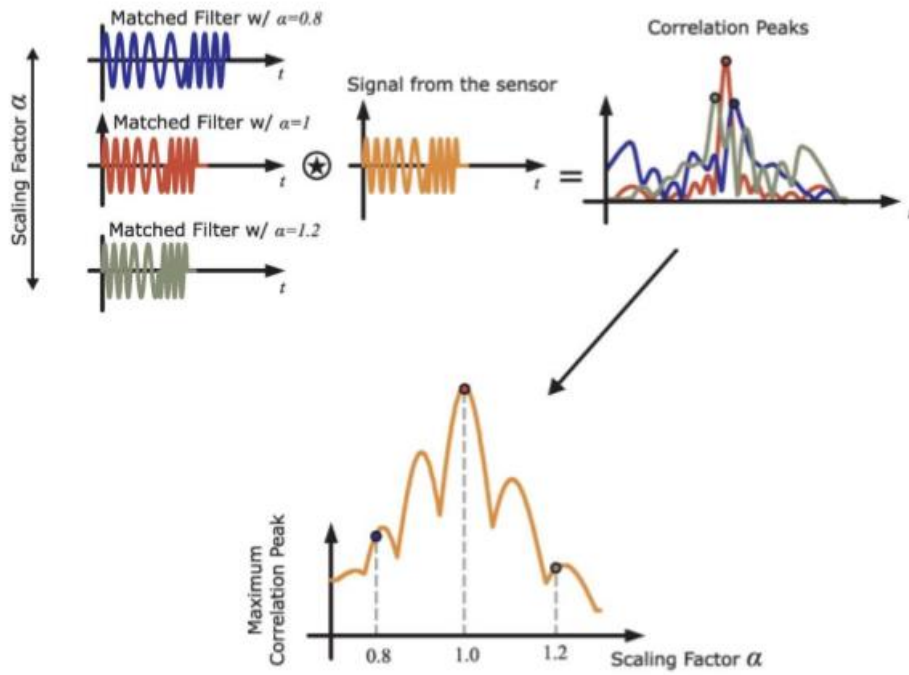 Matched Filter w/ α=0.8
t
Correlation Peaks
Signal from the sensor
Scaling Factor α
Matched Filter w/ α=1
t
t
=
Matched Filter w/ α=1.2
t
Maximum
Correlation Peak
0.8
1.0
1.2
Scaling Factor α